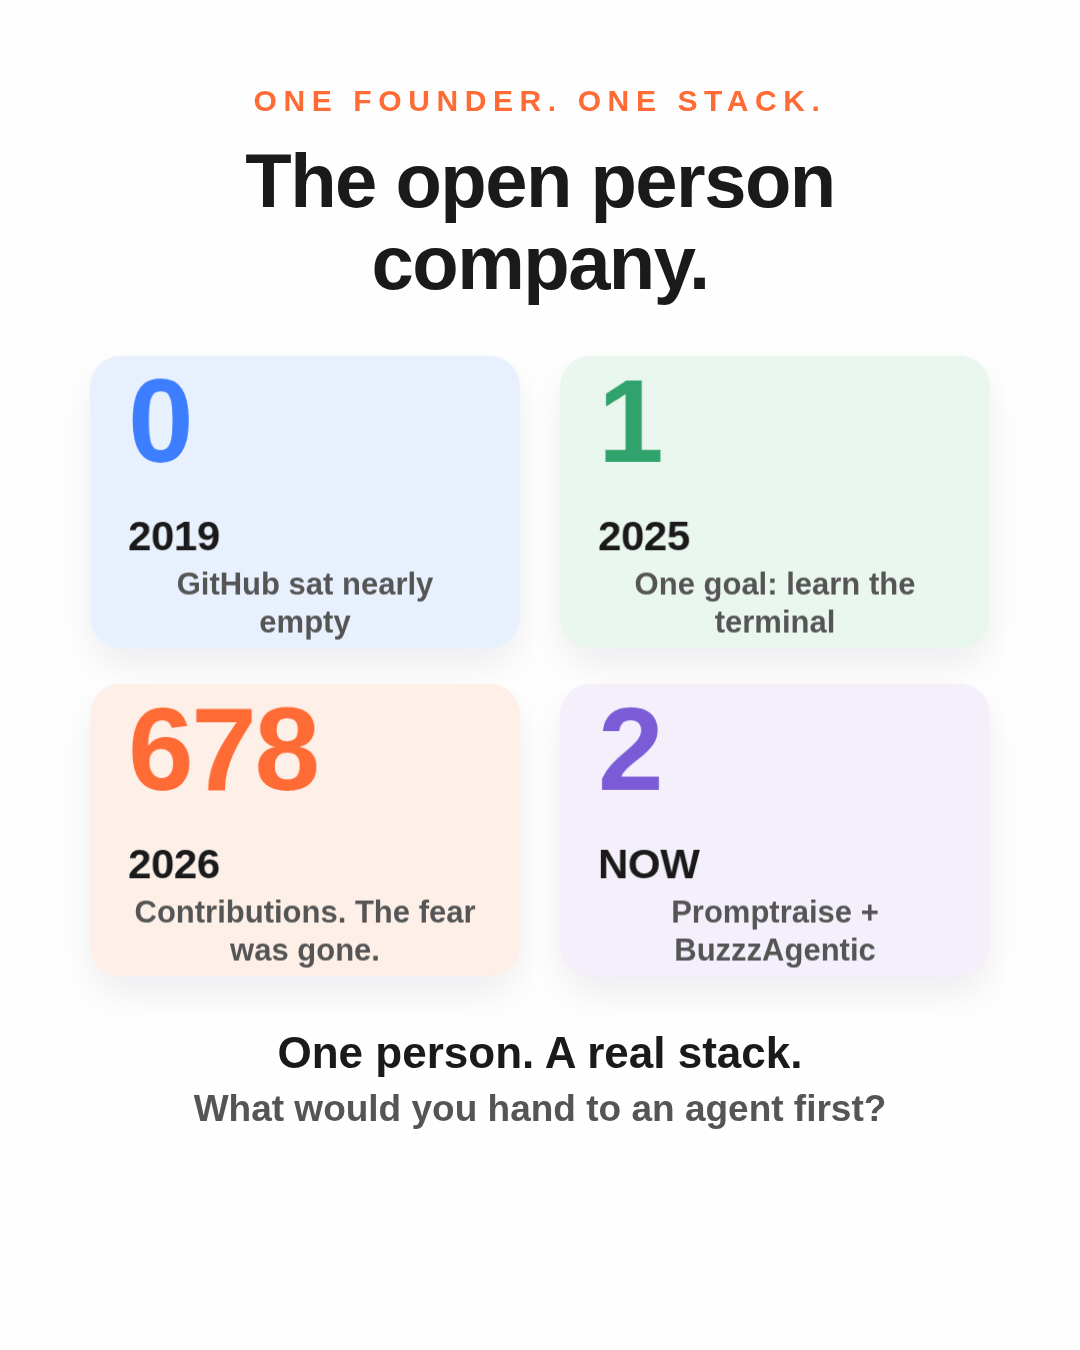 ONE FOUNDER. ONE STACK.
The open person
company.
0
2019
GitHub sat nearly
empty
1
2025
One goal: learn the
terminal
678
2026
Contributions. The fear
was gone.
2
NOW
Promptraise +
BuzzzAgentic
One person. A real stack.
What would you hand to an agent first?